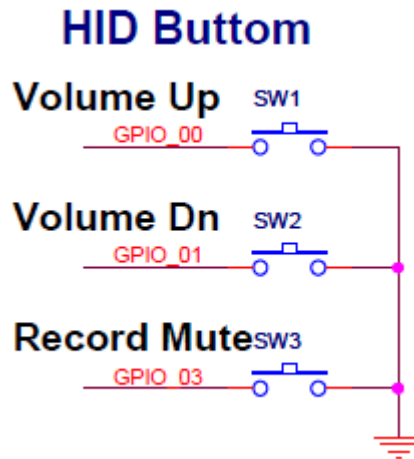 HID Buttom
Volume Up SW1
GPIO_00
Volume Dn SW2
GPIO_01
Record Mute SW3
GPIO_03